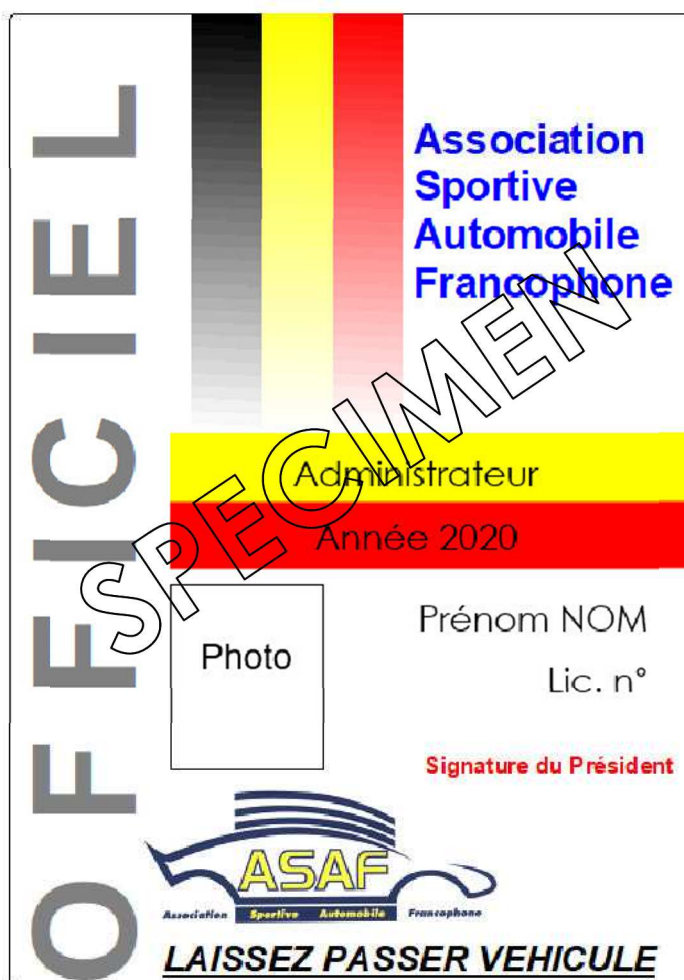 OFFICIEL
Association
Sportive
Automobile
Francophone
SPECIMEN
Administrateur
Année 2020
Photo
Prénom NOM
Lic. n°
Signature du Président
ASAF
Association Sportive Automobile Francophone
LAISSEZ PASSER VEHICULE